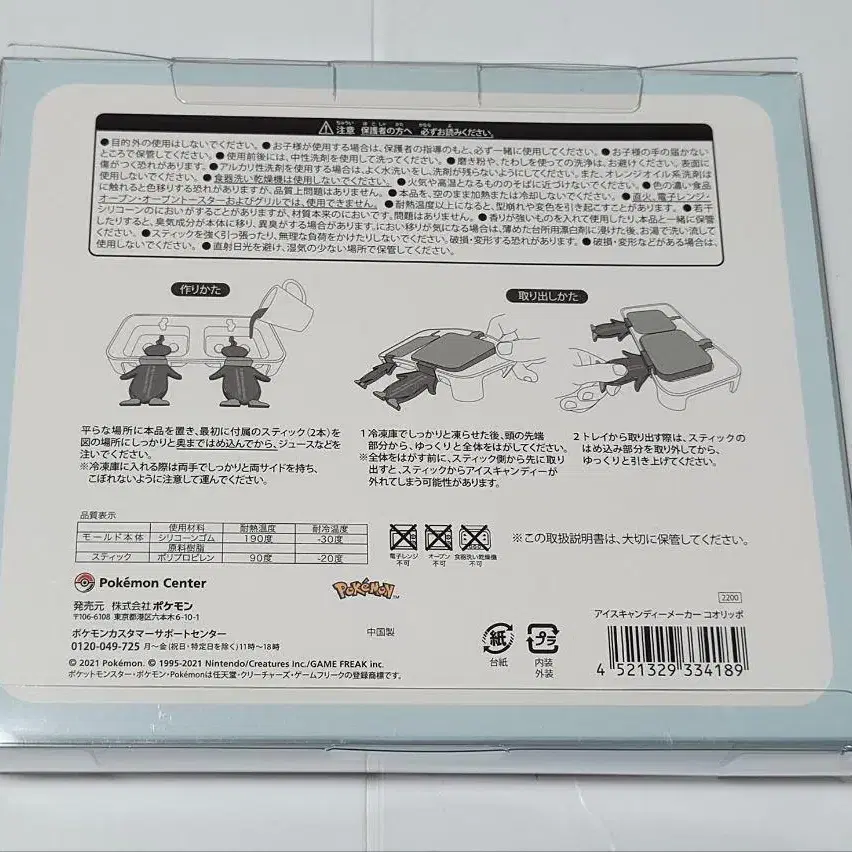 注意 保護者の方へ 必ずお読みください。
●目的外の使用はしないでください。●お子様が使用する場合は、保護者の指導のもと、必ず一緒に使用してください。●お子様の手の届かない
ところで保管してください。●使用前後には、中性洗剤を使用して洗ってください。●磨き粉や、たわしを使っての洗浄は、お避けください。表面に
傷がつく恐れがあります。●アルカリ性洗剤を使用する場合は、よく水洗いをし、洗剤が残らないようにしてください。また、オレンジオイル系洗剤は
使用しないでください。●食器洗い乾燥機は使用しないでください。●火気や高温となるもののそばに近づけないでください。●色の濃い食品
に触れると色移りする恐れがありますが、品質上問題はありません。●本品を、空のまま加熱または冷却しないでください。●直火、電子レンジ・
オーブン・オーブントースターおよびグリルでは、使用できません。●耐熱温度以上になると、型崩れや変色を引き起こすことがあります。●若干
シリコーンのにおいがすることがありますが、材質本来のにおいです。問題はありません。●香りが強いものを入れて使用したり、本品と一緒に保管
したりすると、臭気成分が本体に移り、異臭がする場合があります。におい移りが気になる場合は、薄めた台所用漂白剤に浸けた後、お湯で洗い流して
使用してください。●スティックを強く引っ張ったり、無理な負荷をかけたりしないでください。破損・変形する恐れがあります。●破損・変形などがある場合は、
使用しないでください。●直射日光を避け、湿気の少ない場所で保管してください。
作りかた
取り出しかた
平らな場所に本品を置き、最初に付属のスティック(2本)を
図の場所にしっかりと奥まではめ込んでから、ジュースなどを
注いでください。
※冷凍庫に入れる際は両手でしっかりと両サイドを持ち、
こぼれないように注意して運んでください。
1 冷凍庫でしっかりと凍らせた後、頭の先端
部分から、ゆっくりと全体をはがしてください。
※全体をはがす前に、スティック側から先に取り
出すと、スティックからアイスキャンディーが
外れてしまう可能性があります。
2 トレイから取り出す際は、スティックの
はめ込み部分を取り外してから、
ゆっくりと引き上げてください。
品質表示
使用材料 耐熱温度 耐冷温度
モールド本体 シリコーンゴム 190度 -30度
原料樹脂
スティック ポリプロピレン 90度 -20度
電子レンジ 不可
オーブン 不可
食器洗い乾燥機 不可
※この取扱説明書は、大切に保管してください。
Pokémon Center
POKéMON™
発売元 株式会社ポケモン
〒106-6108 東京都港区六本木6-10-1
ポケモンカスタマーサポートセンター
0120-049-725 月～金(祝日・特定日を除く)11時～18時
中国製
© 2021 Pokémon. © 1995-2021 Nintendo/Creatures Inc./GAME FREAK inc.
ポケットモンスター・ポケモン・Pokémonは任天堂・クリーチャーズ・ゲームフリークの登録商標です。
紙
台紙
プラ
内装
外装
2200
アイスキャンディーメーカー コオリッポ
4 521329 334189